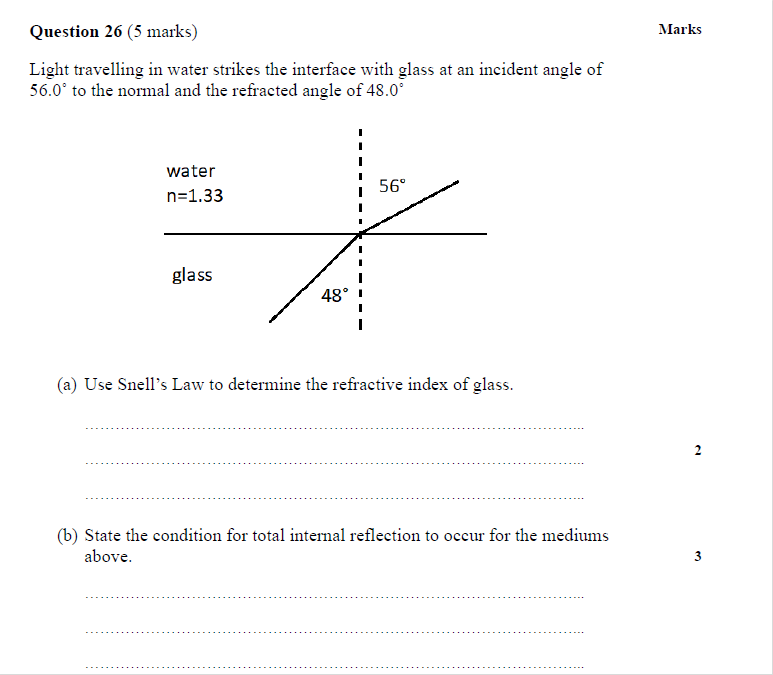 Question 26 (5 marks)
Marks
Light travelling in water strikes the interface with glass at an incident angle of
56.0° to the normal and the refracted angle of 48.0°
water
n=1.33
56°
glass
48°
(a) Use Snell's Law to determine the refractive index of glass.
2
(b) State the condition for total internal reflection to occur for the mediums
above.
3